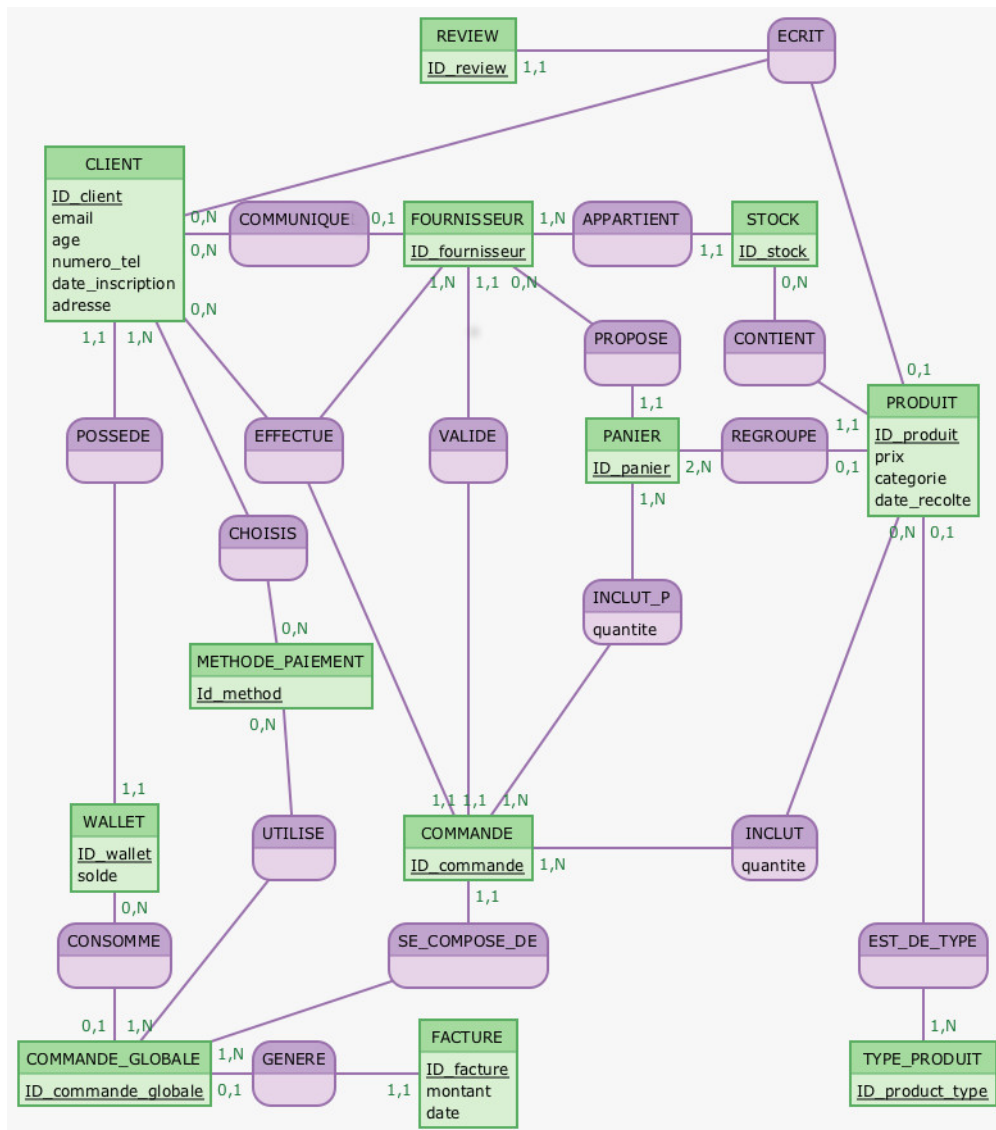 REVIEW
ID_review
1,1
ECRIT
CLIENT
ID_client
email
age
numero_tel
date_inscription
adresse
0,N
0,N
0,N
1,1
1,N
COMMUNIQUE
0,1
FOURNISSEUR
ID_fournisseur
1,N
1,N
1,1
0,N
APPARTIENT
1,1
STOCK
ID_stock
0,N
PROPOSE
1,1
CONTIENT
1,1
0,1
PRODUIT
ID_produit
prix
categorie
date_recolte
0,N
0,1
POSSEDE
EFFECTUE
VALIDE
PANIER
ID_panier
2,N
1,N
REGROUPE
0,1
CHOISIS
0,N
INCLUT_P
quantite
METHODE_PAIEMENT
Id_method
0,N
1,1
WALLET
ID_wallet
solde
0,N
UTILISE
1,1
1,1
1,N
COMMANDE
ID_commande
1,N
1,1
INCLUT
quantite
CONSOMME
0,1
1,N
SE_COMPOSE_DE
EST_DE_TYPE
1,N
COMMANDE_GLOBALE
ID_commande_globale
1,N
0,1
GENERE
1,1
FACTURE
ID_facture
montant
date
TYPE_PRODUIT
ID_product_type